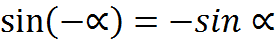 sin(−∝) = −sin ∝